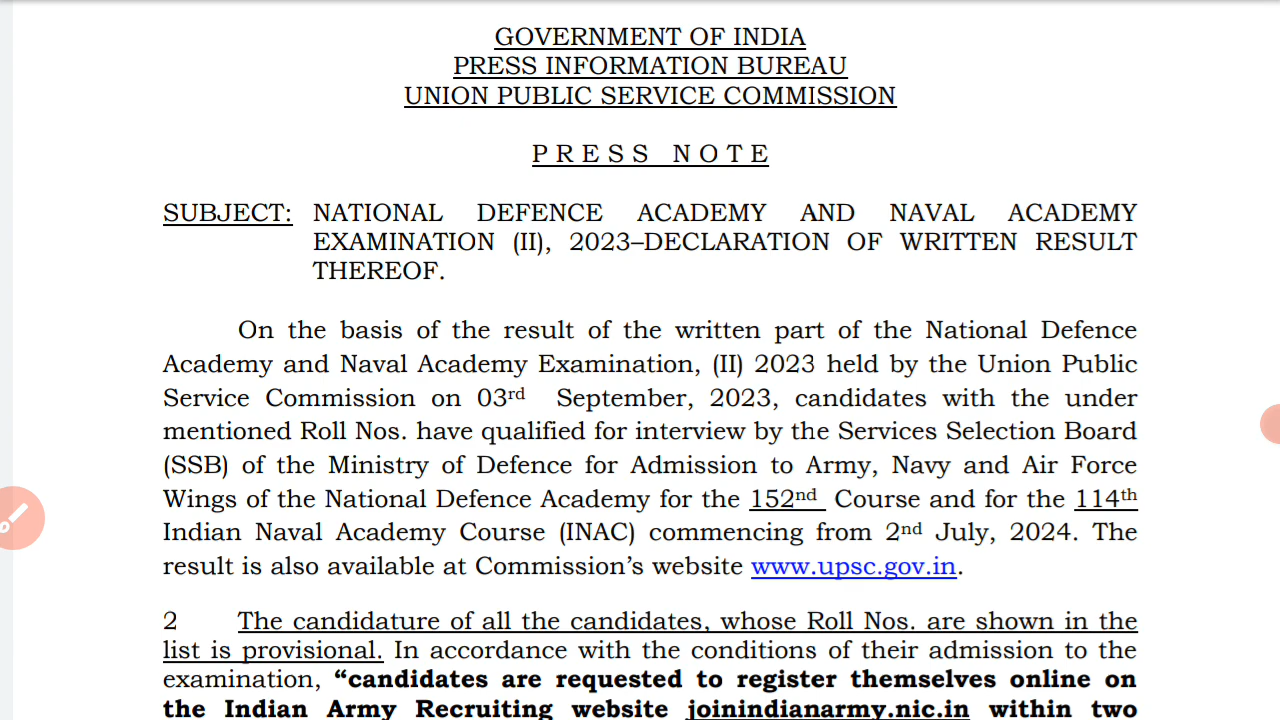 GOVERNMENT OF INDIA
PRESS INFORMATION BUREAU
UNION PUBLIC SERVICE COMMISSION
P R E S S N O T E
SUBJECT: NATIONAL DEFENCE ACADEMY AND NAVAL ACADEMY
EXAMINATION (II), 2023–DECLARATION OF WRITTEN RESULT
THEREOF.
On the basis of the result of the written part of the National Defence
Academy and Naval Academy Examination, (II) 2023 held by the Union Public
Service Commission on 03rd September, 2023, candidates with the under
mentioned Roll Nos. have qualified for interview by the Services Selection Board
(SSB) of the Ministry of Defence for Admission to Army, Navy and Air Force
Wings of the National Defence Academy for the 152nd Course and for the 114th
Indian Naval Academy Course (INAC) commencing from 2nd July, 2024. The
result is also available at Commission’s website www.upsc.gov.in.
2 The candidature of all the candidates, whose Roll Nos. are shown in the
list is provisional. In accordance with the conditions of their admission to the
examination, “candidates are requested to register themselves online on
the Indian Army Recruiting website joinindianarmy.nic.in within two